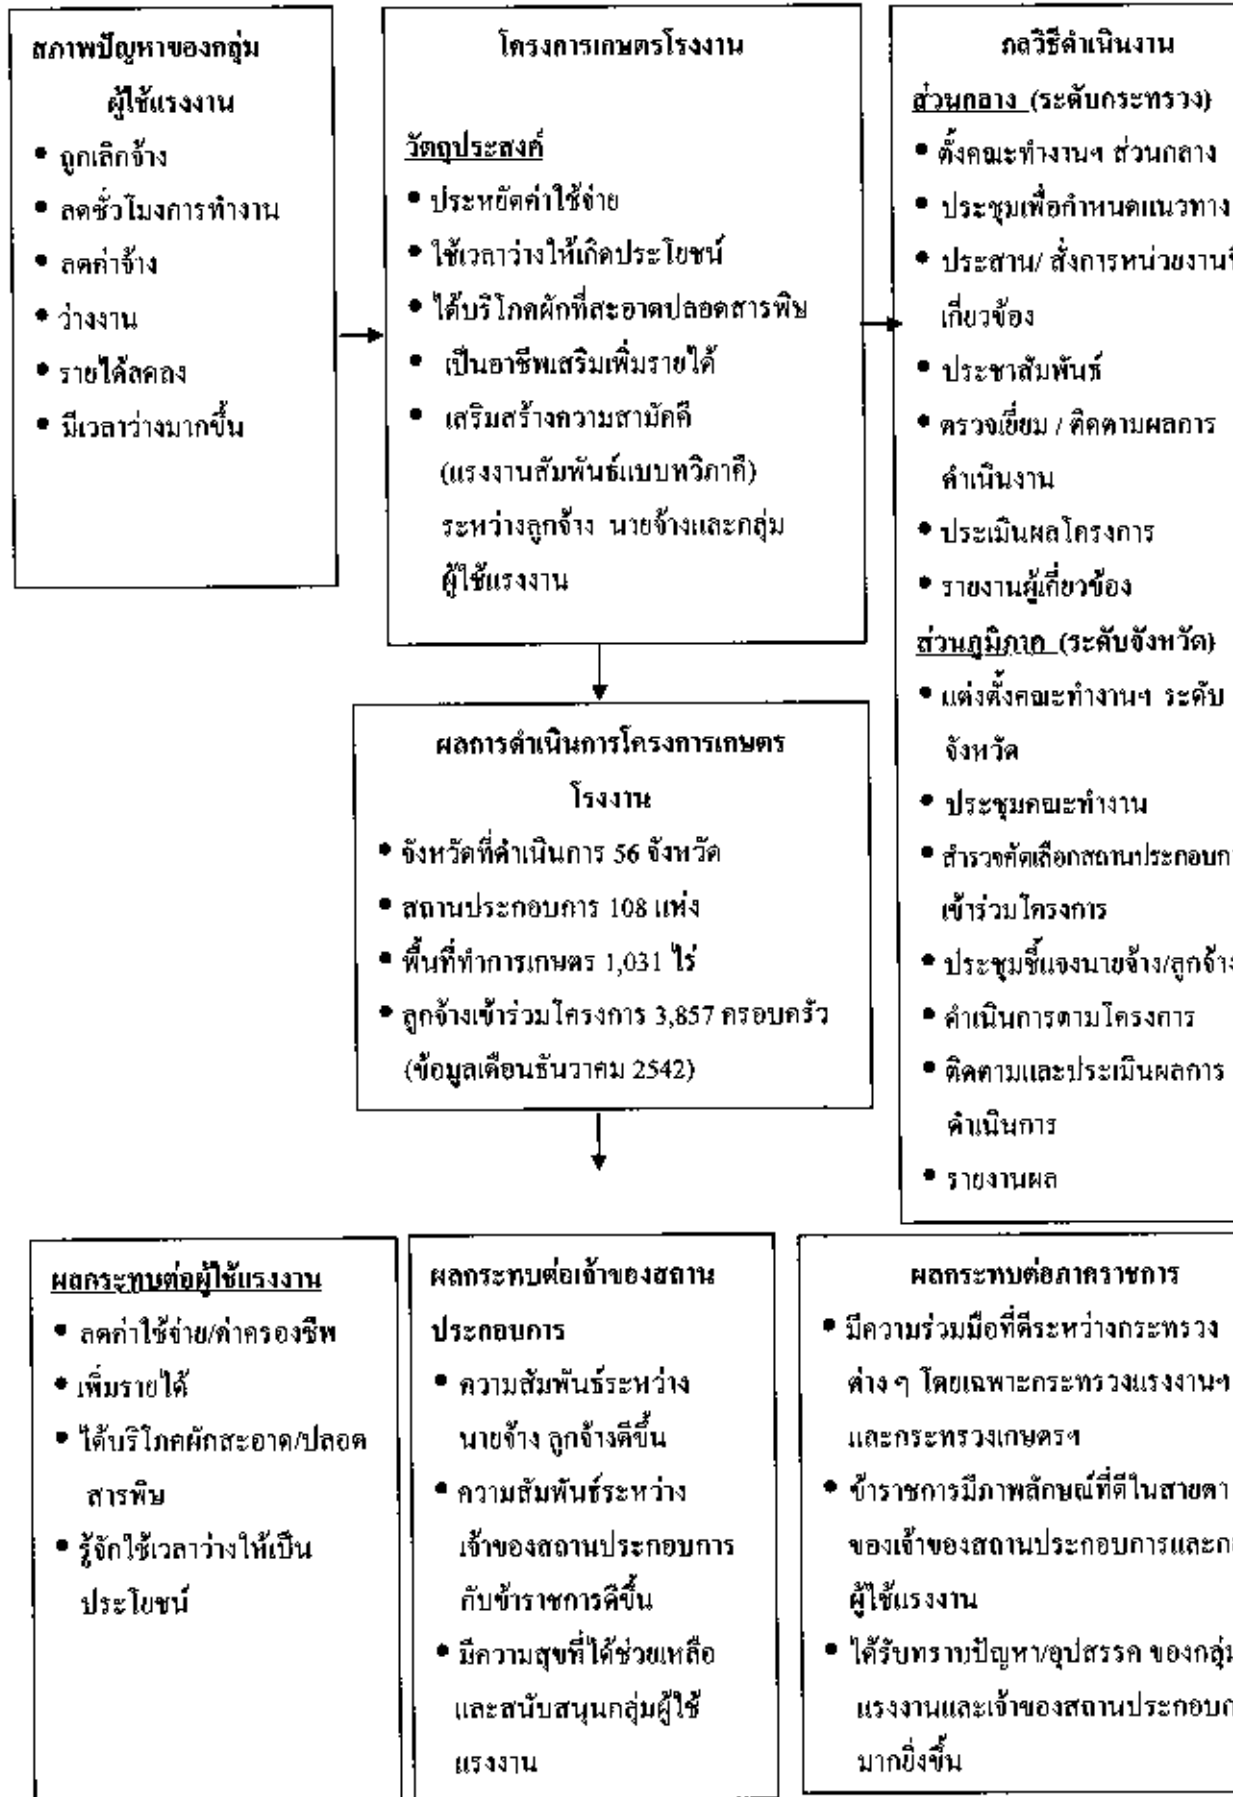 สภาพปัญหาของกลุ่ม
ผู้ใช้แรงงาน
• ถูกเลิกจ้าง
• ลดชั่วโมงการทำงาน
• ลดค่าจ้าง
• ว่างงาน
• รายได้ลดลง
• มีเวลาว่างมากขึ้น
โครงการเกษตรโรงงาน
วัตถุประสงค์
• ประหยัดค่าใช้จ่าย
• ใช้เวลาว่างให้เกิดประโยชน์
• ได้บริโภคผักที่สะอาดปลอดสารพิษ
• เป็นอาชีพเสริมเพิ่มรายได้
• เสริมสร้างความสามัคคี
(แรงงานสัมพันธ์แบบทวิภาคี)
ระหว่างลูกจ้าง นายจ้างและกลุ่ม
ผู้ใช้แรงงาน
กลวิธีดำเนินงาน
ส่วนกลาง (ระดับกระทรวง)
• ตั้งคณะทำงานฯ ส่วนกลาง
• ประชุมเพื่อกำหนดแนวทาง
• ประสาน/ สั่งการหน่วยงาน
เกี่ยวข้อง
• ประชาสัมพันธ์
• ตรวจเยี่ยม / ติดตามผลการ
ดำเนินงาน
• ประเมินผลโครงการ
• รายงานผู้เกี่ยวข้อง
ส่วนภูมิภาค (ระดับจังหวัด)
• แต่งตั้งคณะทำงานฯ ระดับ
จังหวัด
• ประชุมคณะทำงาน
• สำรวจคัดเลือกสถานประกอบก
เข้าร่วมโครงการ
• ประชุมชี้แจงนายจ้าง/ลูกจ้าง
• ดำเนินการตามโครงการ
• ติดตามและประเมินผลการ
ดำเนินการ
• รายงานผล
ผลการดำเนินการโครงการเกษตร
โรงงาน
• จังหวัดที่ดำเนินการ 56 จังหวัด
• สถานประกอบการ 108 แห่ง
• พื้นที่ทำการเกษตร 1,031 ไร่
• ลูกจ้างเข้าร่วมโครงการ 3,857 ครอบครัว
(ข้อมูลเดือนธันวาคม 2542)
ผลกระทบต่อผู้ใช้แรงงาน
• ลดค่าใช้จ่าย/ค่าครองชีพ
• เพิ่มรายได้
• ได้บริโภคผักสะอาด/ปลอด
สารพิษ
• รู้จักใช้เวลาว่างให้เป็น
ประโยชน์
ผลกระทบต่อเจ้าของสถาน
ประกอบการ
• ความสัมพันธ์ระหว่าง
นายจ้าง ลูกจ้างดีขึ้น
• ความสัมพันธ์ระหว่าง
เจ้าของสถานประกอบการ
กับข้าราชการดีขึ้น
• มีความสุขที่ได้ช่วยเหลือ
และสนับสนุนกลุ่มผู้ใช้
แรงงาน
ผลกระทบต่อภาคราชการ
• มีความร่วมมือที่ดีระหว่างกระทรวง
ต่าง ๆ โดยเฉพาะกระทรวงแรงงานฯ
และกระทรวงเกษตรฯ
• ข้าราชการมีภาพลักษณ์ที่ดีในสายตา
ของเจ้าของสถานประกอบการและก
ผู้ใช้แรงงาน
• ได้รับทราบปัญหา/อุปสรรค ของกลุ่ม
แรงงานและเจ้าของสถานประกอบก
มากยิ่งขึ้น